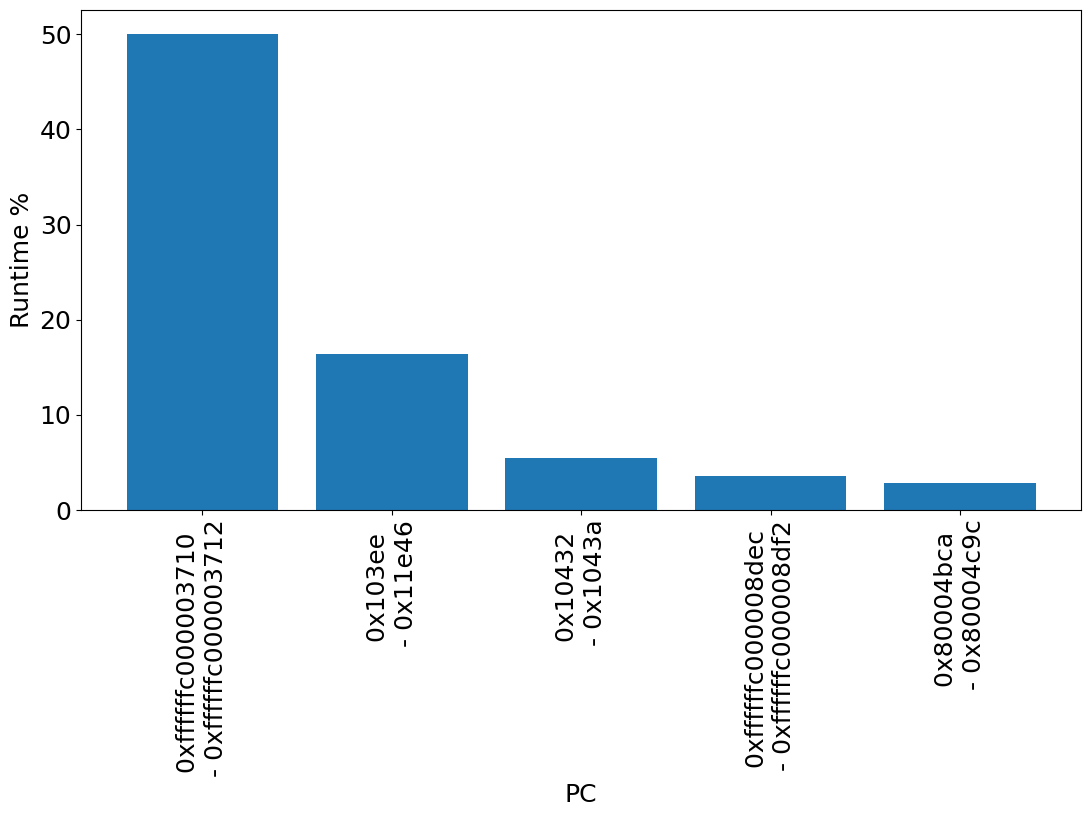 Runtime %
50
40
30
20
10
0
0xffffffc000003710
- 0xffffffc000003712
0x103ee
- 0x11e46
0x10432
- 0x1043a
0xffffffc000008dec
- 0xffffffc000008df2
0x80004bca
- 0x80004c9c
PC